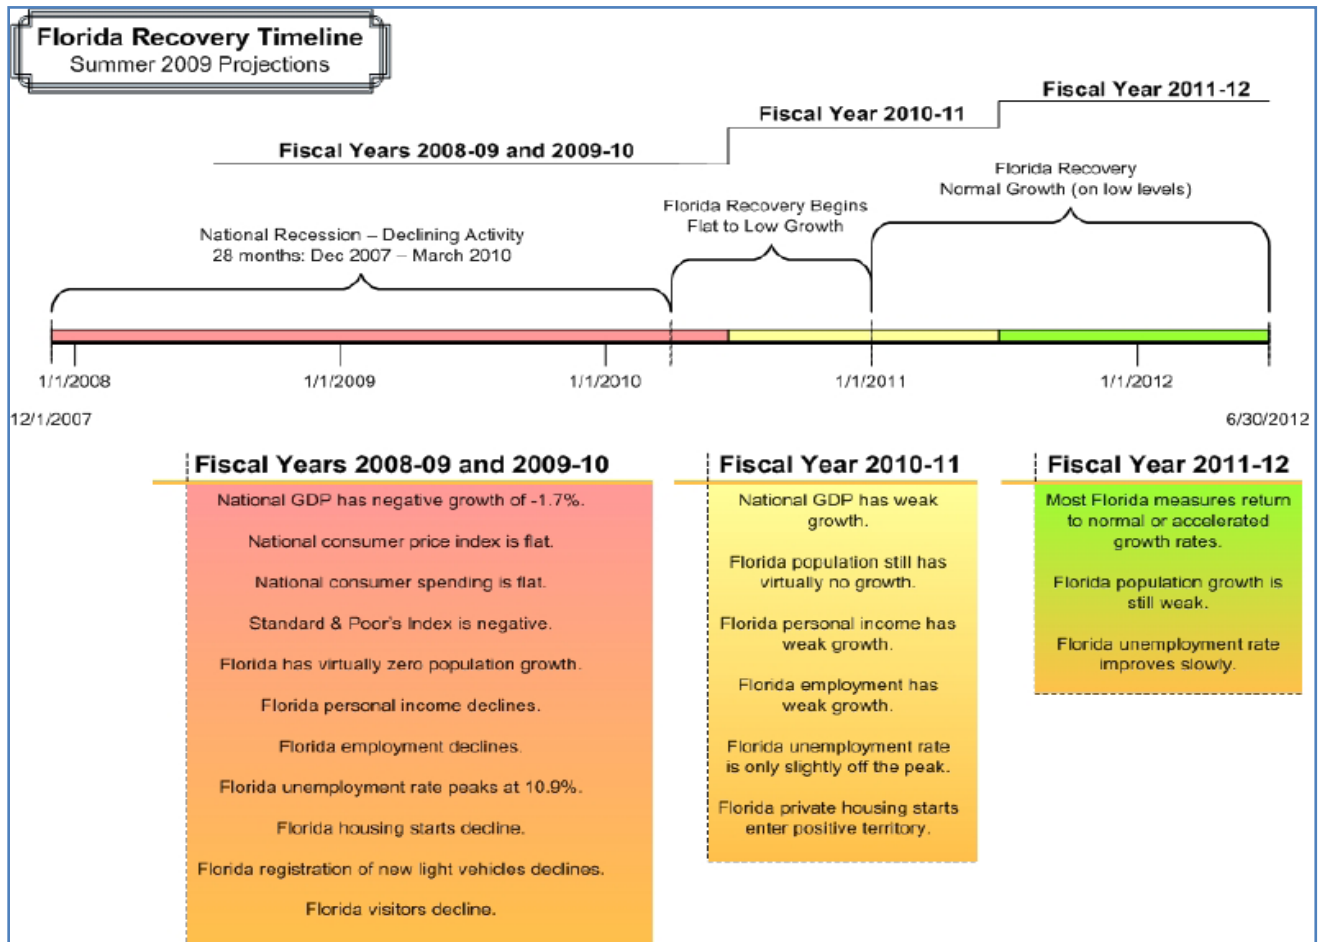 Florida Recovery Timeline
Summer 2009 Projections
Fiscal Year 2011-12
Fiscal Year 2010-11
Fiscal Years 2008-09 and 2009-10
Florida Recovery
Normal Growth (on low levels)
Florida Recovery Begins
Flat to Low Growth
National Recession – Declining Activity
28 months: Dec 2007 – March 2010
1/1/2008
1/1/2009
1/1/2010
1/1/2011
1/1/2012
12/1/2007
6/30/2012
Fiscal Years 2008-09 and 2009-10
National GDP has negative growth of -1.7%.
National consumer price index is flat.
National consumer spending is flat.
Standard & Poor's Index is negative.
Florida has virtually zero population growth.
Florida personal income declines.
Florida employment declines.
Florida unemployment rate peaks at 10.9%.
Florida housing starts decline.
Florida registration of new light vehicles declines.
Florida visitors decline.
Fiscal Year 2010-11
National GDP has weak
growth.
Florida population still has
virtually no growth.
Florida personal income has
weak growth.
Florida employment has
weak growth.
Florida unemployment rate
is only slightly off the peak.
Florida private housing starts
enter positive territory.
Fiscal Year 2011-12
Most Florida measures return
to normal or accelerated
growth rates.
Florida population growth is
still weak.
Florida unemployment rate
improves slowly.